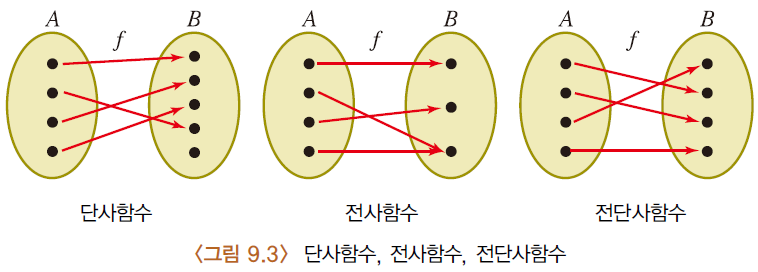 A B A B A B
f f f
단사함수 전사함수 전단사함수
〈그림 9.3〉 단사함수, 전사함수, 전단사함수